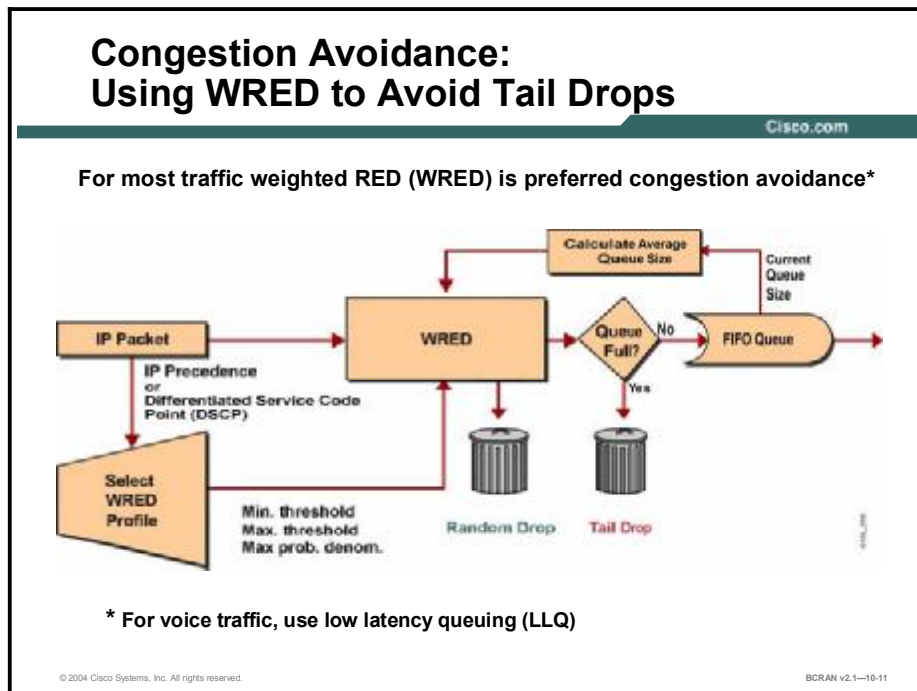 Congestion Avoidance:
Using WRED to Avoid Tail Drops
Cisco.com
For most traffic weighted RED (WRED) is preferred congestion avoidance*
Calculate Average
Queue Size
Current
Queue
Size
IP Packet
WRED
Queue
Full?
No
FIFO Queue
IP Precedence
or
Differentiated Service Code
Point (DSCP)
Yes
Select
WRED
Profile
Min. threshold
Max. threshold
Max prob. denom.
Random Drop
Tail Drop
* For voice traffic, use low latency queuing (LLQ)
© 2004 Cisco Systems, Inc. All rights reserved.
BCRAN v2.1—10-11